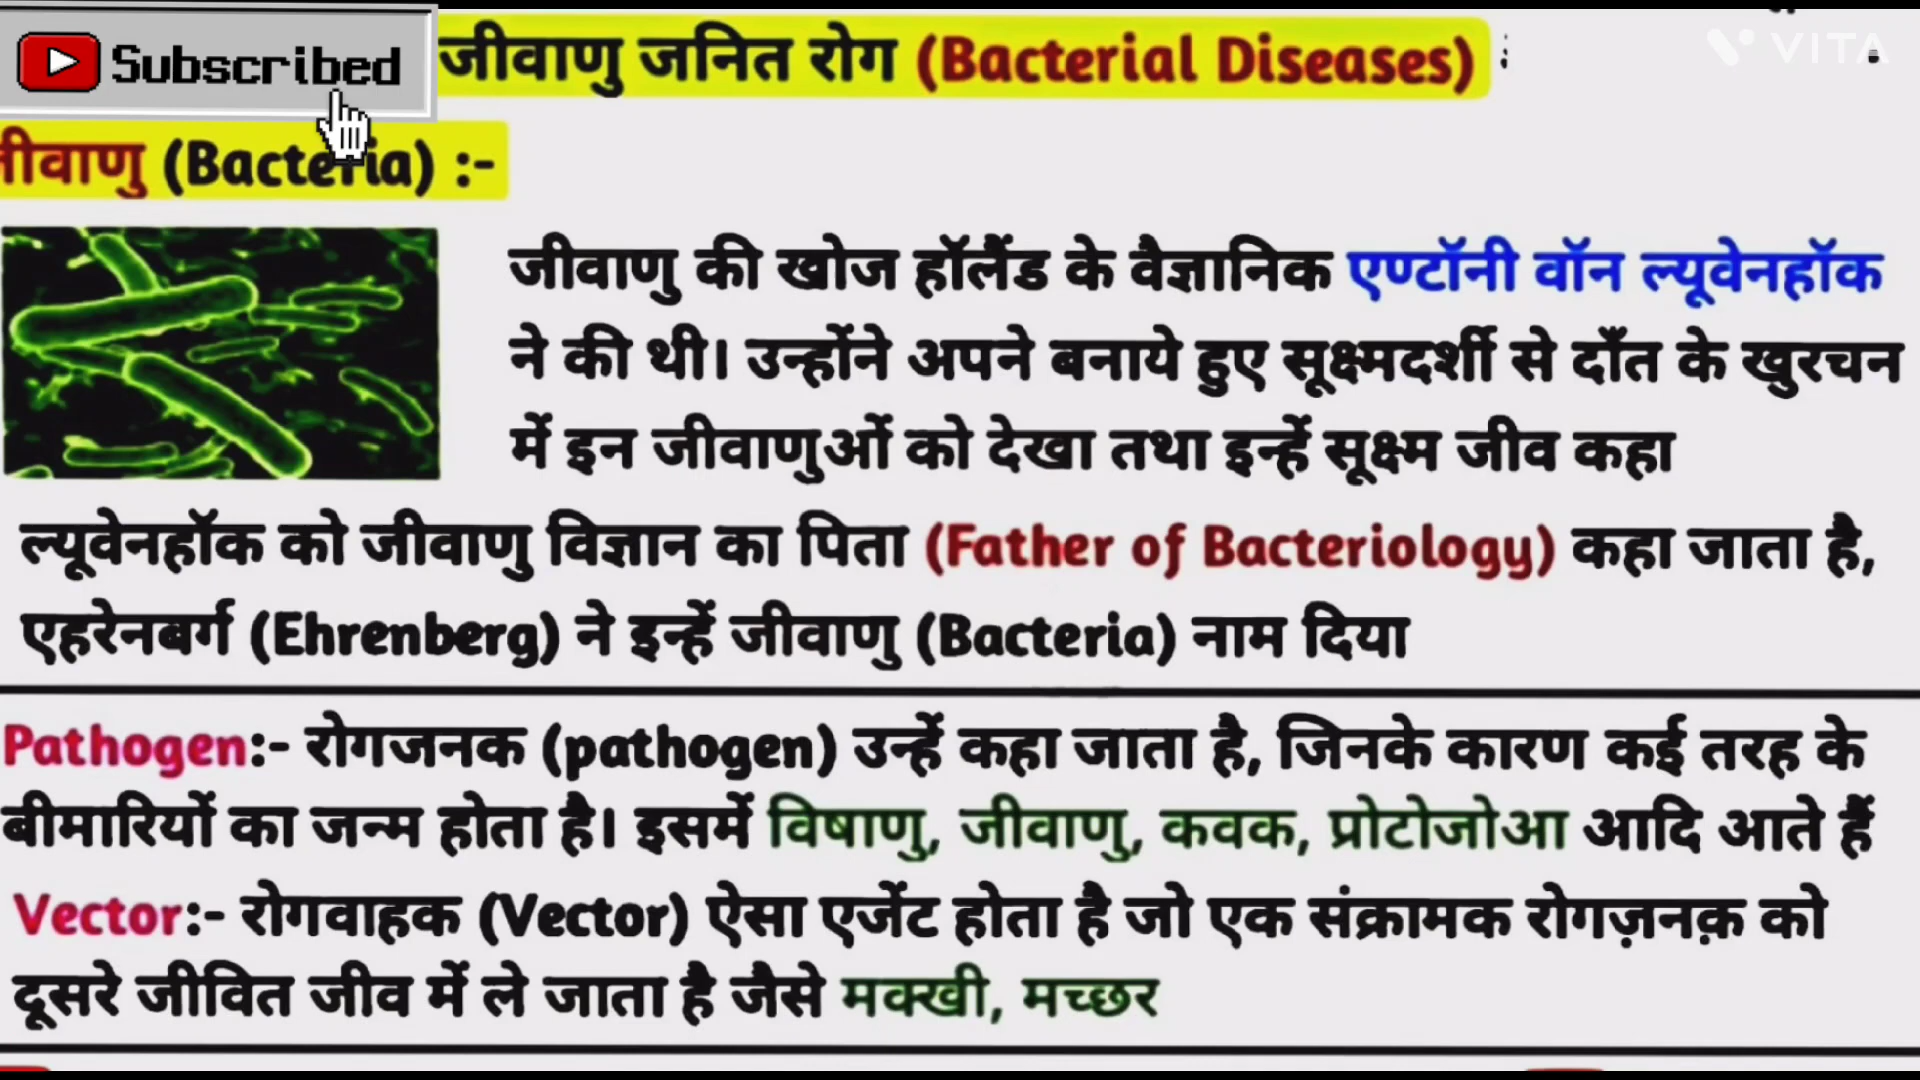 Subscribed
जीवाणु जनित रोग (Bacterial Diseases)
VITA
जीवाणु (Bacteria) :-
जीवाणु की खोज हॉलैंड के वैज्ञानिक एण्टॉनी वॉन ल्यूवेनहॉक
ने की थी। उन्होंने अपने बनाये हुए सूक्ष्मदर्शी से दाँत के खुरचन
में इन जीवाणुओं को देखा तथा इन्हें सूक्ष्म जीव कहा
ल्यूवेनहॉक को जीवाणु विज्ञान का पिता (Father of Bacteriology) कहा जाता है,
एहरेनबर्ग (Ehrenberg) ने इन्हें जीवाणु (Bacteria) नाम दिया
Pathogen:- रोगजनक (pathogen) उन्हें कहा जाता है, जिनके कारण कई तरह के
बीमारियों का जन्म होता है। इसमें विषाणु, जीवाणु, कवक, प्रोटोजोआ आदि आते हैं
Vector:- रोगवाहक (Vector) ऐसा एजेंट होता है जो एक संक्रामक रोगज़नक़ को
दूसरे जीवित जीव में ले जाता है जैसे मक्खी, मच्छर